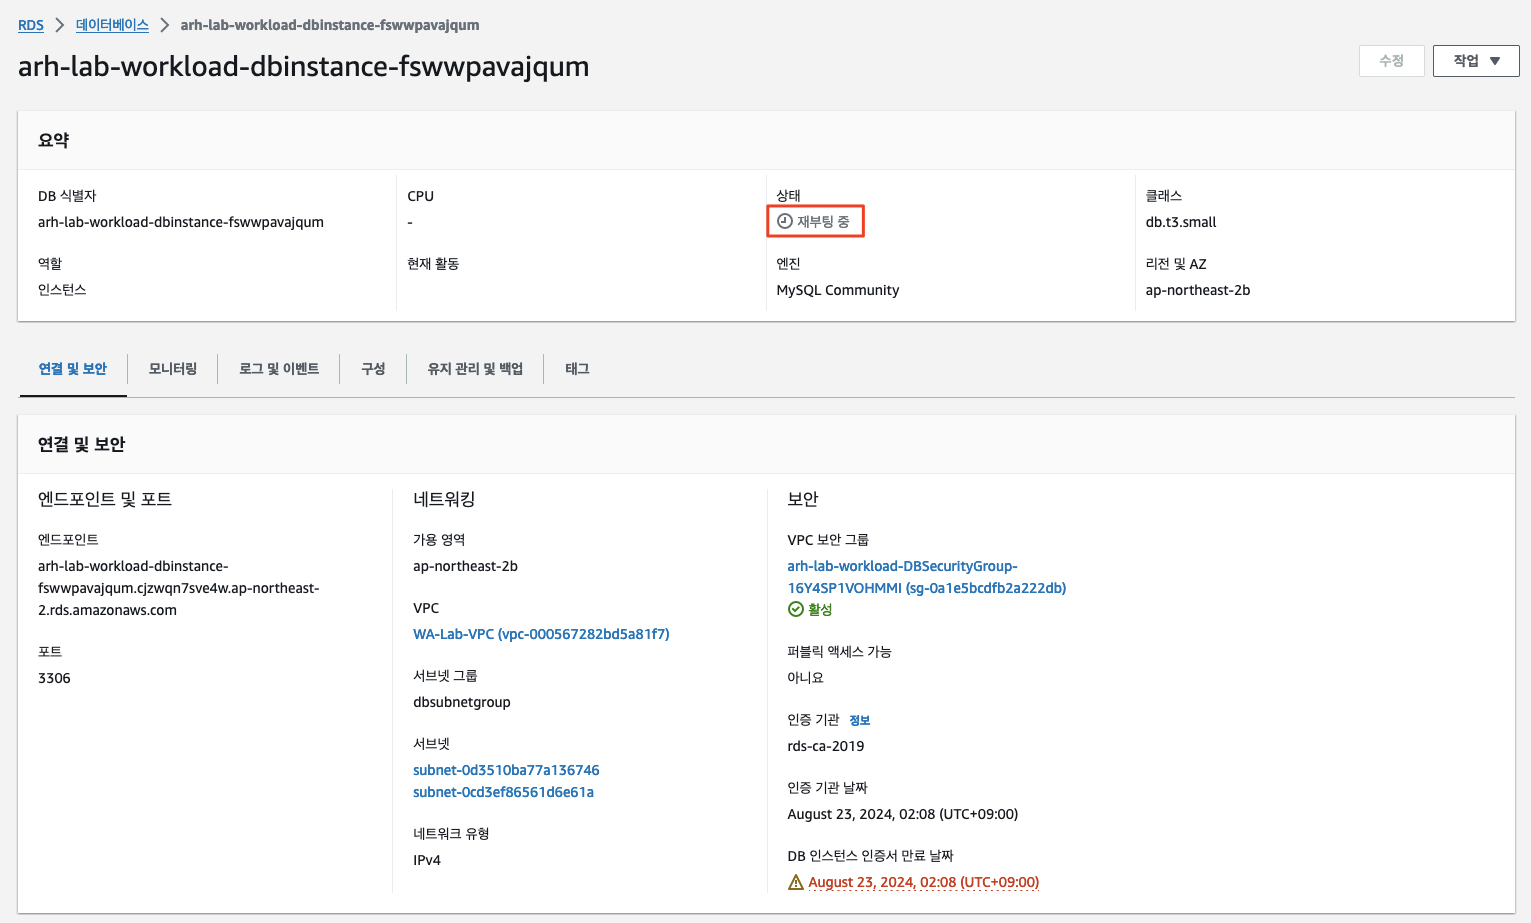 RDS > 데이터베이스 > arh-lab-workload-dbinstance-fswwpavajqum
arh-lab-workload-dbinstance-fswwpavajqum
수정
작업 ▼
요약
DB 식별자
arh-lab-workload-dbinstance-fswwpavajqum
역할
인스턴스
CPU
-
현재 활동
상태
재부팅 중
엔진
MySQL Community
클래스
db.t3.small
리전 및 AZ
ap-northeast-2b
연결 및 보안
모니터링
로그 및 이벤트
구성
유지 관리 및 백업
태그
연결 및 보안
엔드포인트 및 포트
엔드포인트
arh-lab-workload-dbinstance-
fswwpavajqum.cjzwqn7sve4w.ap-northeast-
2.rds.amazonaws.com
포트
3306
네트워킹
가용 영역
ap-northeast-2b
VPC
WA-Lab-VPC (vpc-000567282bd5a81f7)
서브넷 그룹
dbsubnetgroup
서브넷
subnet-0d3510ba77a136746
subnet-0cd3ef86561d6e61a
네트워크 유형
IPv4
보안
VPC 보안 그룹
arh-lab-workload-DBSecurityGroup-
16Y4SP1VOHMMI (sg-0a1e5bcdfb2a222db)
활성
퍼블릭 액세스 가능
아니요
인증 기관 정보
rds-ca-2019
인증 기관 날짜
August 23, 2024, 02:08 (UTC+09:00)
DB 인스턴스 인증서 만료 날짜
August 23, 2024, 02:08 (UTC+09:00)